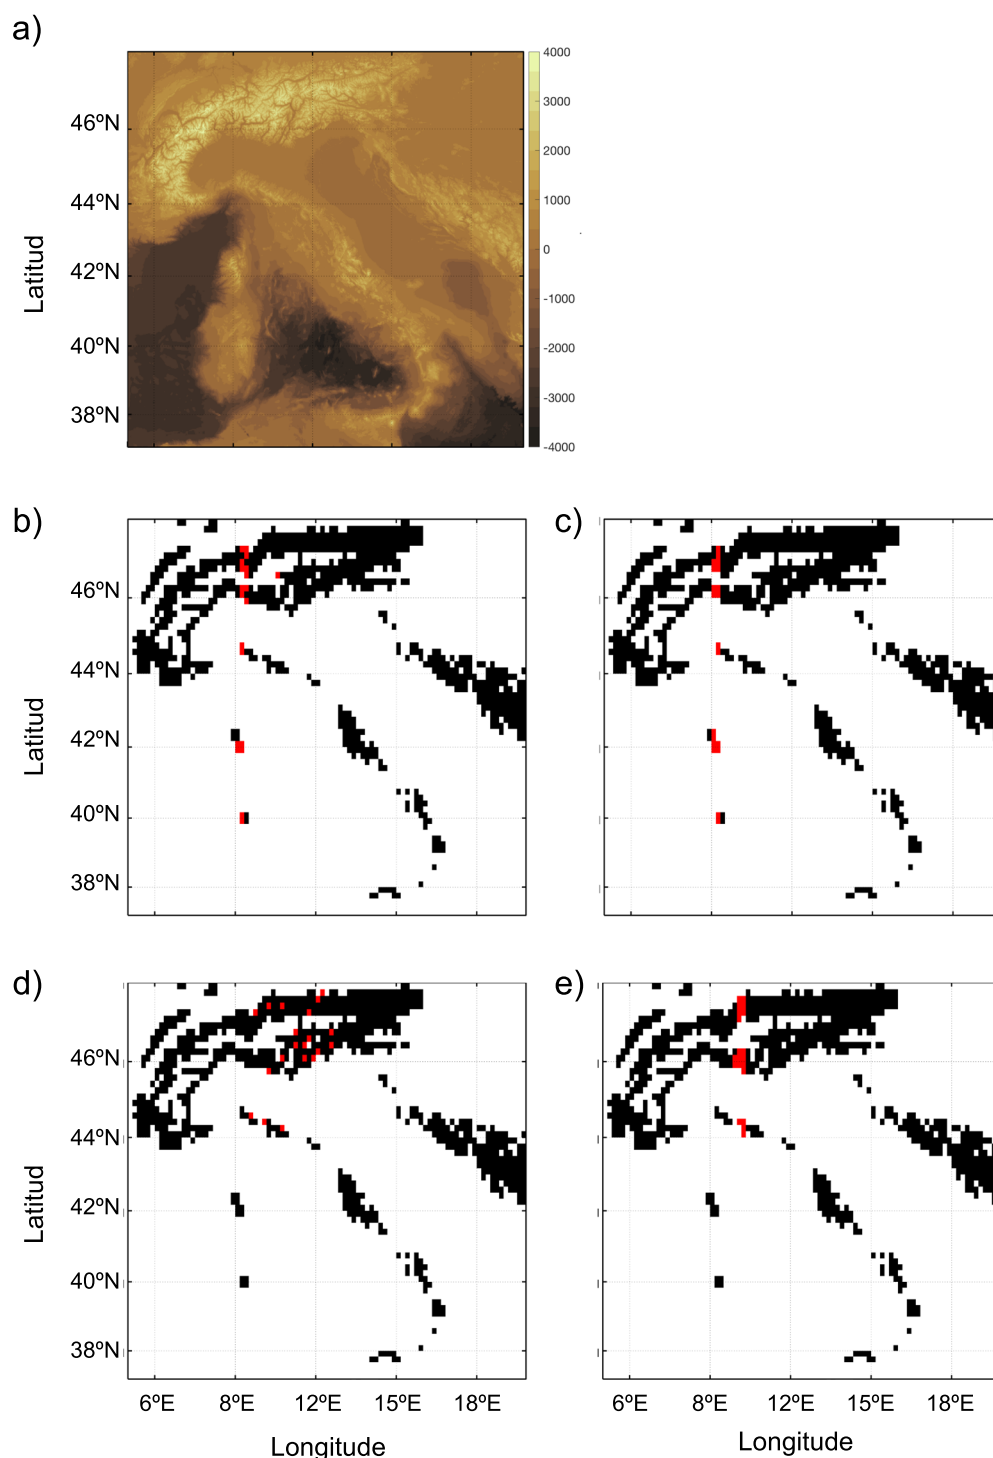 a)
4000
3000
2000
1000
0
-1000
-2000
-3000
-4000
46ºN
44ºN
42ºN
40ºN
38ºN
Latitud
b)
46ºN
44ºN
42ºN
40ºN
38ºN
Latitud
c)
d)
46ºN
44ºN
42ºN
40ºN
38ºN
Latitud
6ºE 8ºE 12ºE 15ºE 18ºE
Longitude
e)
6ºE 8ºE 12ºE 15ºE 18ºE
Longitude